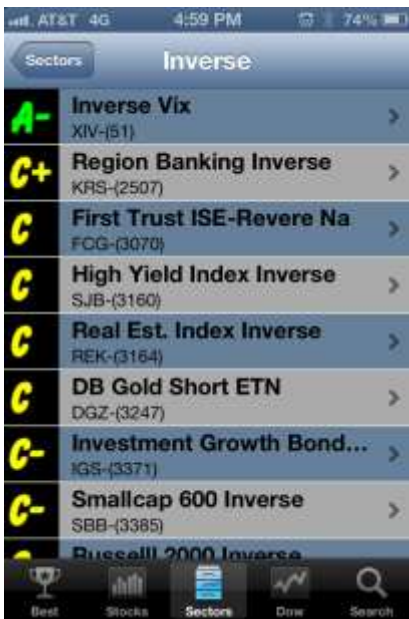 AT&T 4G 4:59 PM 74%
Sectors
Inverse
A-
Inverse Vix
XIV-(51)
C+
Region Banking Inverse
KRS-(2507)
C
First Trust ISE-Revere Na
FCG-(3070)
C
High Yield Index Inverse
SJB-(3160)
C
Real Est. Index Inverse
REK-(3164)
C
DB Gold Short ETN
DGZ-(3247)
C-
Investment Growth Bond...
IGS-(3371)
C-
Smallcap 600 Inverse
SBB-(3385)
Russelll 2000 Inverse
Best Stocks Sectors Dow Search